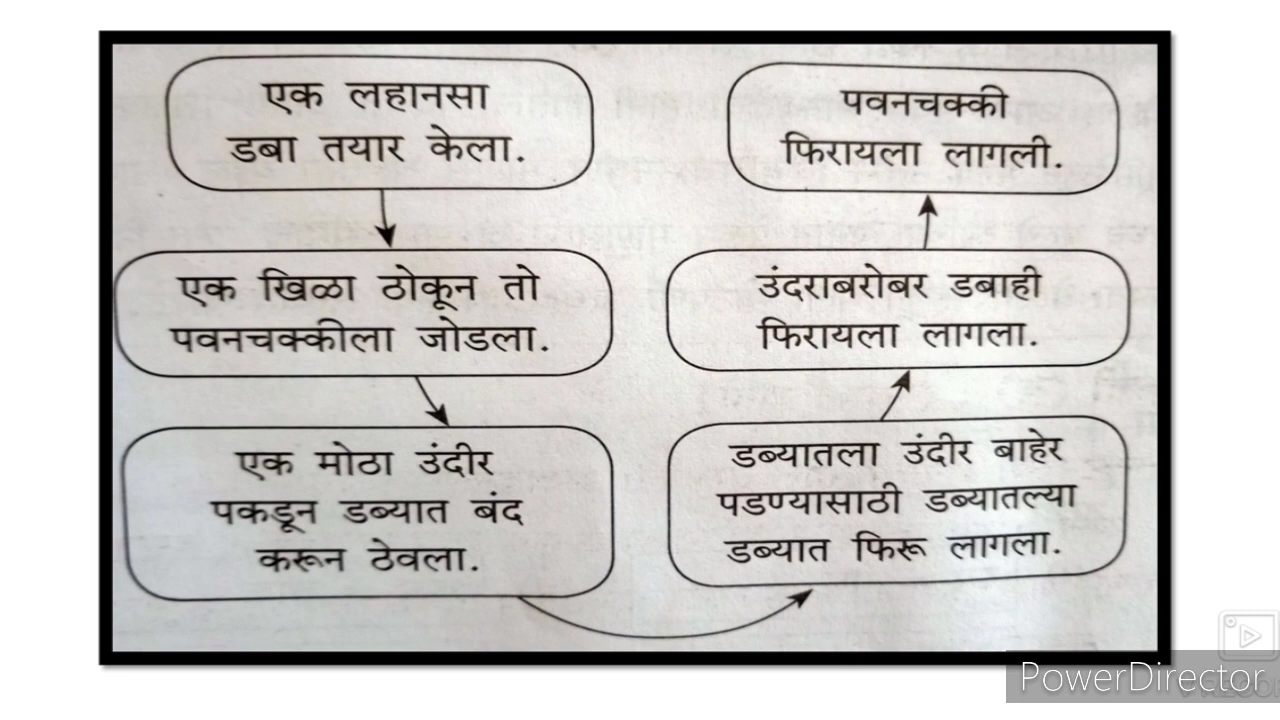 एक लहानसा
डबा तयार केला.
एक खिळा ठोकून तो
पवनचक्कीला जोडला.
एक मोठा उंदीर
पकडून डब्यात बंद
करून ठेवला.
डब्यातला उंदीर बाहेर
पडण्यासाठी डब्यातल्या
डब्यात फिरू लागला.
उंदराबरोबर डबाही
फिरायला लागला.
पवनचक्की
फिरायला लागली.
PowerDirector